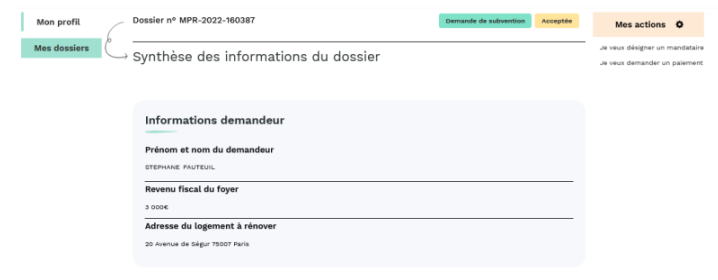 Mon profil
Mes dossiers
Dossier nº MPR-2022-160387
Demande de subvention
Acceptée
Synthèse des informations du dossier
Mes actions
Je veux désigner un mandataire
Je veux demander un paiement
Informations demandeur
Prénom et nom du demandeur
STEPHANE FAUTEUIL
Revenu fiscal du foyer
3 000€
Adresse du logement à rénover
20 Avenue de Ségur 75007 Paris